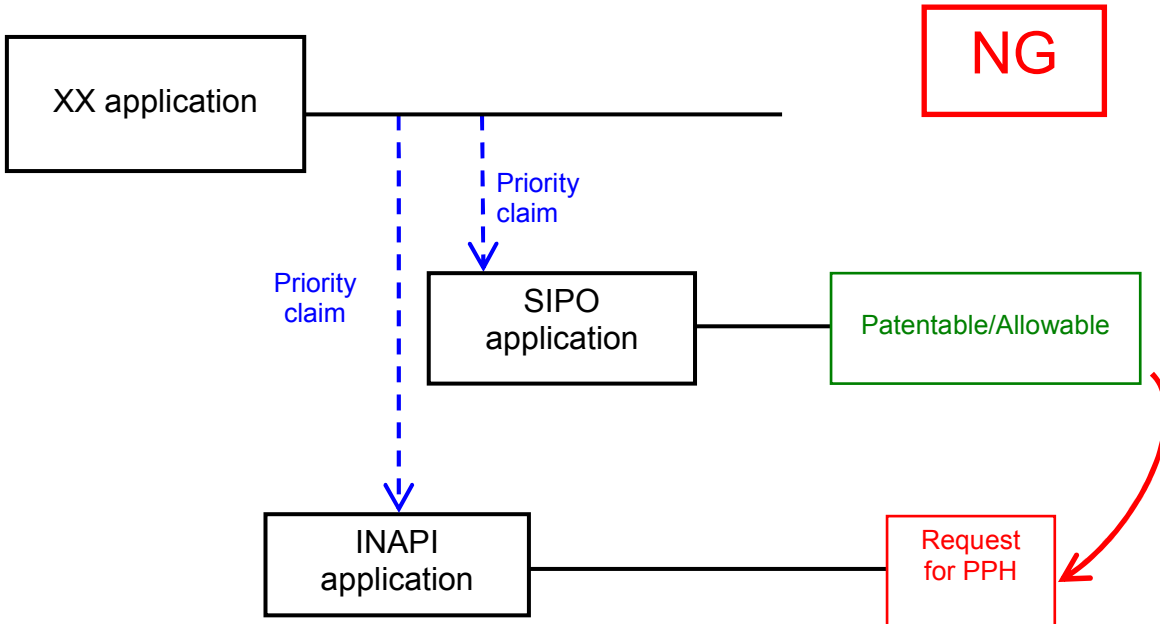 NG
XX application
Priority
claim
Priority
claim
SIPO
application
Patentable/Allowable
INAPI
application
Request
for PPH